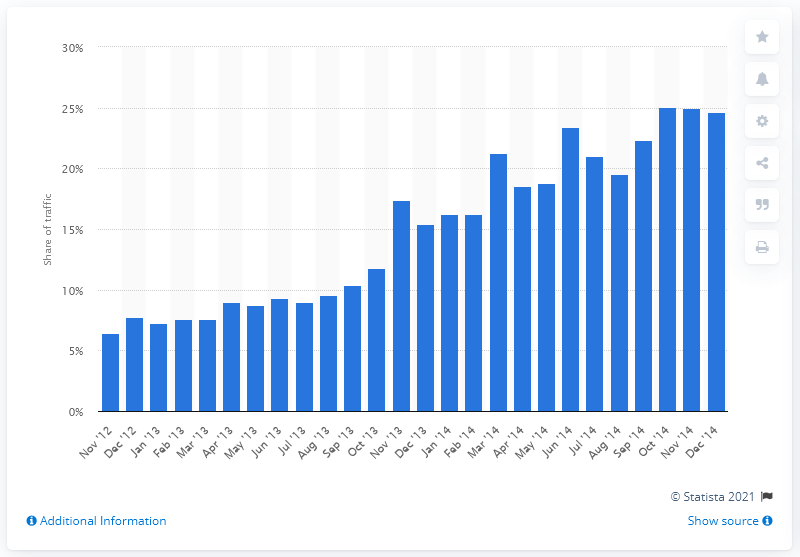 30%
25%
20%
15%
10%
5%
0%
Share of traffic
Nov '12
Dec '12
Jan '13
Feb '13
Mar '13
Apr '13
May '13
Jun '13
Jul '13
Aug '13
Sep '13
Oct '13
Nov '13
Dec '13
Jan '14
Feb '14
Mar '14
Apr '14
May '14
Jun '14
Jul '14
Aug '14
Sep '14
Oct '14
Nov '14
Dec '14
© Statista 2021
Additional Information
Show source